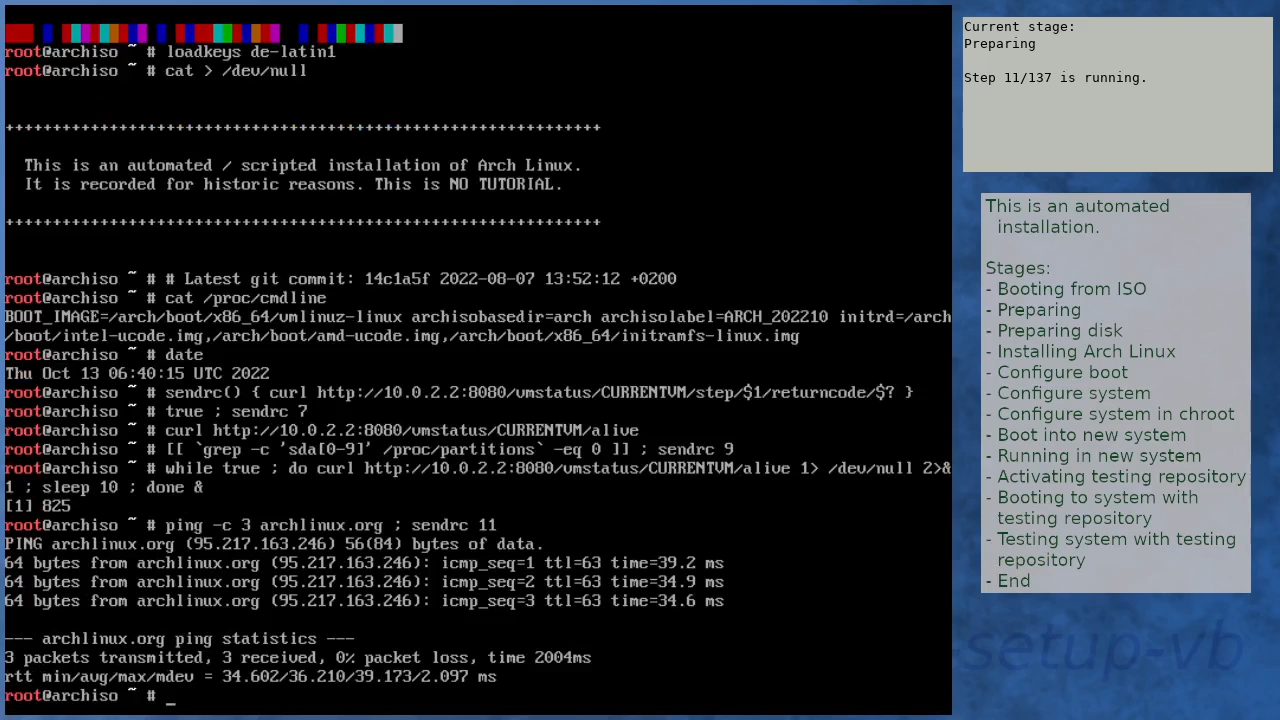 root@archiso ~ # loadkeys de-latin1
root@archiso ~ # cat > /dev/null
+++++++++++++++++++++++++++++++++++++++++++++++++++++++++++++++
This is an automated / scripted installation of Arch Linux.
It is recorded for historic reasons. This is NO TUTORIAL.
+++++++++++++++++++++++++++++++++++++++++++++++++++++++++++++++
root@archiso ~ # # Latest git commit: 14c1a5f 2022-08-07 13:52:12 +0200
root@archiso ~ # cat /proc/cmdline
BOOT_IMAGE=/arch/boot/x86_64/vmlinuz-linux archisobasedir=arch archisolabel=ARCH_202210 initrd=/arch
/boot/intel-ucode.img,/arch/boot/amd-ucode.img,/arch/boot/x86_64/initramfs-linux.img
root@archiso ~ # date
Thu Oct 13 06:40:15 UTC 2022
root@archiso ~ # sendrc() { curl http://10.0.2.2:8080/vmstatus/CURRENTVM/step/$1/returncode/$? }
root@archiso ~ # true ; sendrc 7
root@archiso ~ # curl http://10.0.2.2:8080/vmstatus/CURRENTVM/alive
root@archiso ~ # [[ `grep -c 'sda[0-9]' /proc/partitions` -eq 0 ]] ; sendrc 9
root@archiso ~ # while true ; do curl http://10.0.2.2:8080/vmstatus/CURRENTVM/alive 1> /dev/null 2>&
1 ; sleep 10 ; done &
[1] 825
root@archiso ~ # ping -c 3 archlinux.org ; sendrc 11
PING archlinux.org (95.217.163.246) 56(84) bytes of data.
64 bytes from archlinux.org (95.217.163.246): icmp_seq=1 ttl=63 time=39.2 ms
64 bytes from archlinux.org (95.217.163.246): icmp_seq=2 ttl=63 time=34.9 ms
64 bytes from archlinux.org (95.217.163.246): icmp_seq=3 ttl=63 time=34.6 ms
--- archlinux.org ping statistics ---
3 packets transmitted, 3 received, 0% packet loss, time 2004ms
rtt min/avg/max/mdev = 34.602/36.210/39.173/2.097 ms
root@archiso ~ # _
Current stage:
Preparing
Step 11/137 is running.
This is an automated
installation.
Stages:
- Booting from ISO
- Preparing
- Preparing disk
- Installing Arch Linux
- Configure boot
- Configure system
- Configure system in chroot
- Boot into new system
- Running in new system
- Activating testing repository
- Booting to system with
testing repository
- Testing system with testing
repository
- End
-setup-vb